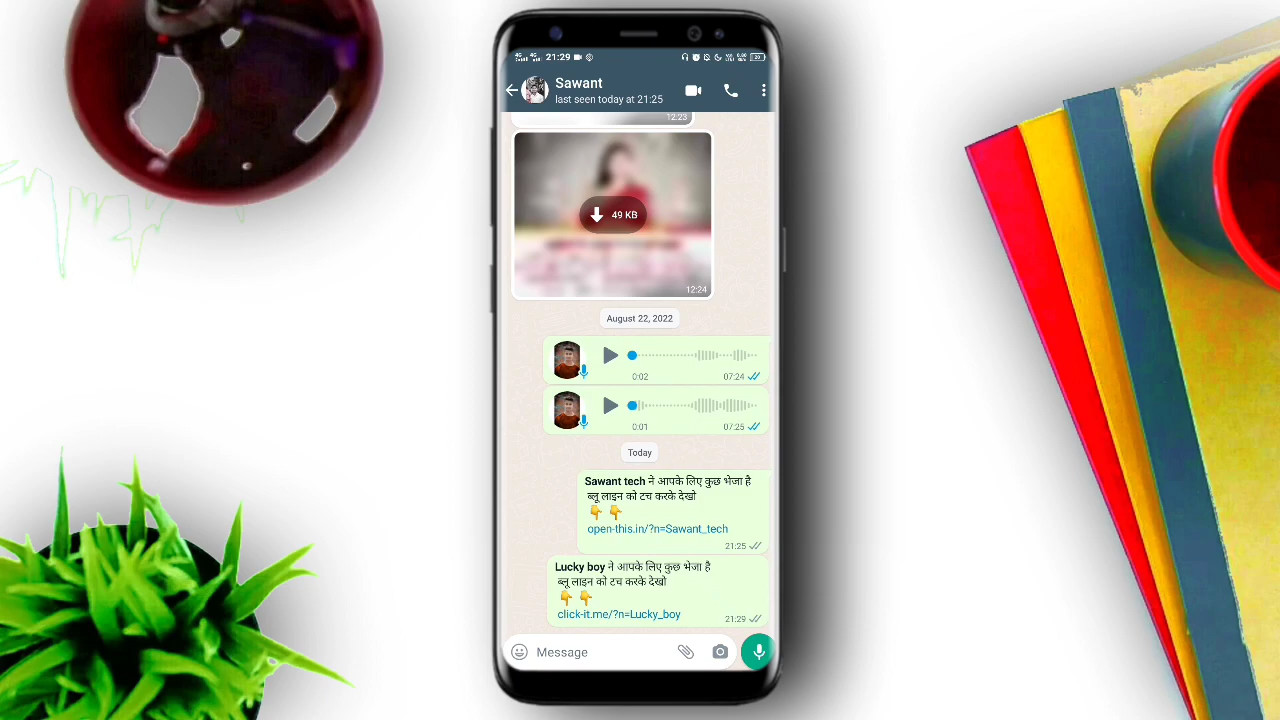 21:29
Sawant
last seen today at 21:25
12:23
49 KB
12:24
August 22, 2022
0:02 07:24
0:01 07:25
Today
Sawant tech ने आपके लिए कुछ भेजा है
ब्लू लाइन को टच करके देखो
👇 👇
open-this.in/?n=Sawant_tech
21:25
Lucky boy ने आपके लिए कुछ भेजा है
ब्लू लाइन को टच करके देखो
👇 👇
click-it.me/?n=Lucky_boy
21:29
Message